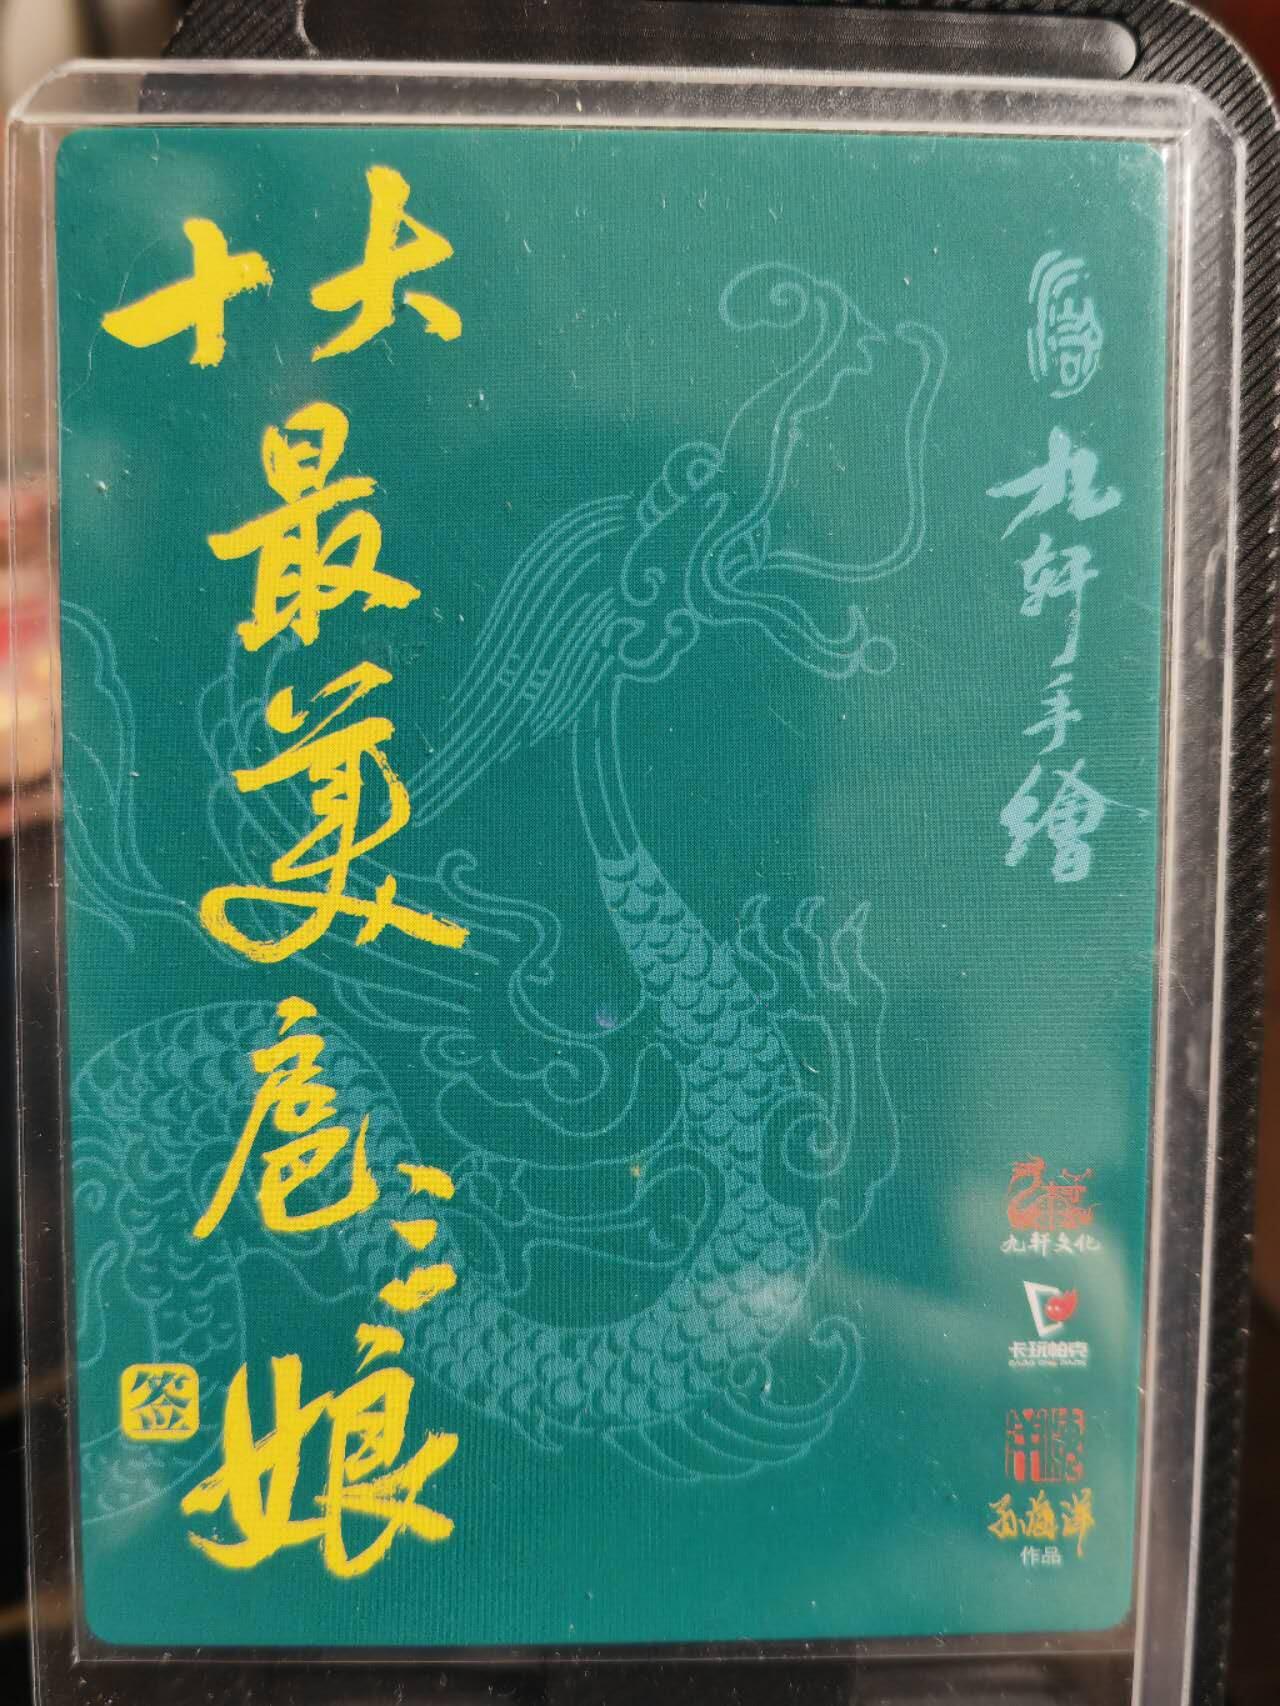 十大
最美
扈三娘
签
九轩手繪
九轩文化
卡玩帕克
孙海洋
作品